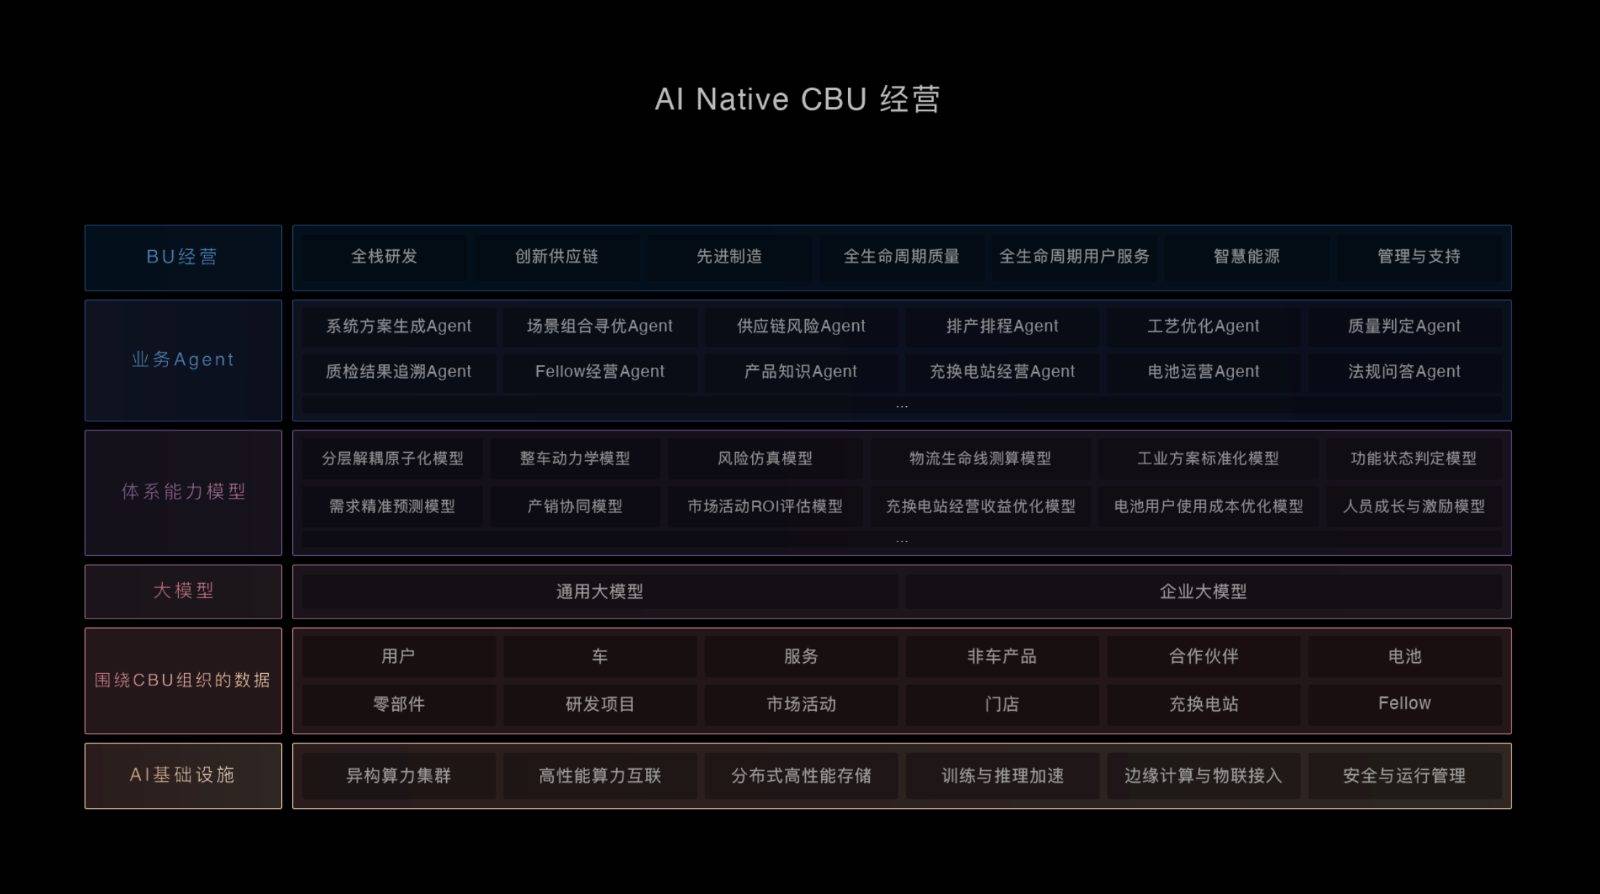 AI Native CBU 经营
BU经营
全栈研发 创新供应链 先进制造 全生命周期质量 全生命周期用户服务 智慧能源 管理与支持
业务Agent
系统方案生成Agent 场景组合寻优Agent 供应链风险Agent 排产排程Agent 工艺优化Agent 质量判定Agent
质检结果追溯Agent Fellow经营Agent 产品知识Agent 充换电站经营Agent 电池运营Agent 法规问答Agent
...
体系能力模型
分层解耦原子化模型 整车动力学模型 风险仿真模型 物流生命线测算模型 工业方案标准化模型 功能状态判定模型
需求精准预测模型 产销协同模型 市场活动ROI评估模型 充换电站经营收益优化模型 电池用户使用成本优化模型 人员成长与激励模型
...
大模型
通用大模型 企业大模型
围绕CBU组织的数据
用户 车 服务 非车产品 合作伙伴 电池
零部件 研发项目 市场活动 门店 充换电站 Fellow
AI基础设施
异构算力集群 高性能算力互联 分布式高性能存储 训练与推理加速 边缘计算与物联接入 安全与运行管理